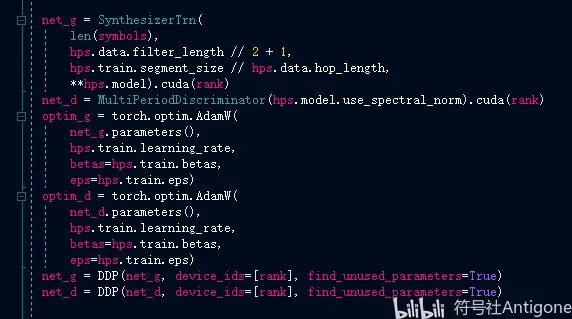 net_g = SynthesizerTrn(
    len(symbols),
    hps.data.filter_length // 2 + 1,
    hps.train.segment_size // hps.data.hop_length,
    **hps.model).cuda(rank)
net_d = MultiPeriodDiscriminator(hps.model.use_spectral_norm).cuda(rank)
optim_g = torch.optim.AdamW(
    net_g.parameters(),
    hps.train.learning_rate,
    betas=hps.train.betas,
    eps=hps.train.eps)
optim_d = torch.optim.AdamW(
    net_d.parameters(),
    hps.train.learning_rate,
    betas=hps.train.betas,
    eps=hps.train.eps)
net_g = DDP(net_g, device_ids=[rank], find_unused_parameters=True)
net_d = DDP(net_d, device_ids=[rank], find_unused_parameters=True)
bilibili 符号社Antigone